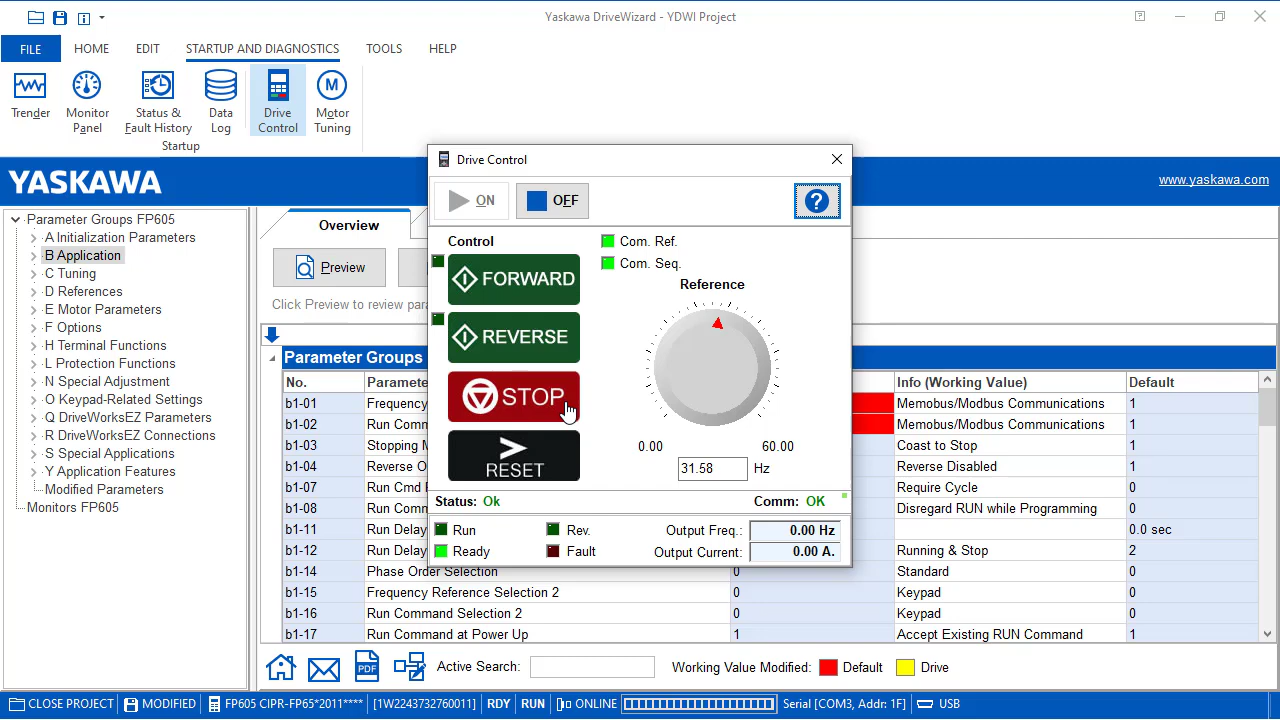 Yaskawa DriveWizard - YDWI Project
FILE HOME EDIT STARTUP AND DIAGNOSTICS TOOLS HELP
Trender
Monitor Panel
Status & Fault History
Data Log
Drive Control
Motor Tuning
Startup
YASKAWA
www.yaskawa.com
Parameter Groups FP605
A Initialization Parameters
B Application
C Tuning
D References
E Motor Parameters
F Options
H Terminal Functions
L Protection Functions
N Special Adjustment
O Keypad-Related Settings
Q DriveWorksEZ Parameters
R DriveWorksEZ Connections
S Special Applications
Y Application Features
Modified Parameters
Monitors FP605
Overview
Preview
Click Preview to review par
Parameter Groups
No. Paramete Info (Working Value) Default
b1-01 Frequency Memobus/Modbus Communications 1
b1-02 Run Comm Memobus/Modbus Communications 1
b1-03 Stopping M Coast to Stop 1
b1-04 Reverse O Reverse Disabled 1
b1-07 Run Cmd Require Cycle 0
b1-08 Run Comm Disregard RUN while Programming 0
b1-11 Run Delay 0.0 sec
b1-12 Run Delay Running & Stop 2
b1-14 Phase Order Selection 0 Standard 0
b1-15 Frequency Reference Selection 2 0 Keypad 0
b1-16 Run Command Selection 2 0 Keypad 0
b1-17 Run Command at Power Up 1 Accept Existing RUN Command 1
Drive Control
ON OFF ?
Control
FORWARD
REVERSE
STOP
RESET
Com. Ref.
Com. Seq.
Reference
0.00 60.00
31.58 Hz
Status: Ok Comm: OK
Run Rev. Output Freq.: 0.00 Hz
Ready Fault Output Current: 0.00 A.
PDF
Active Search: Working Value Modified: Default Drive
CLOSE PROJECT MODIFIED FP605 CIPR-FP65*2011**** [1W2243732760011] RDY RUN ONLINE Serial [COM3, Addr: 1F] USB